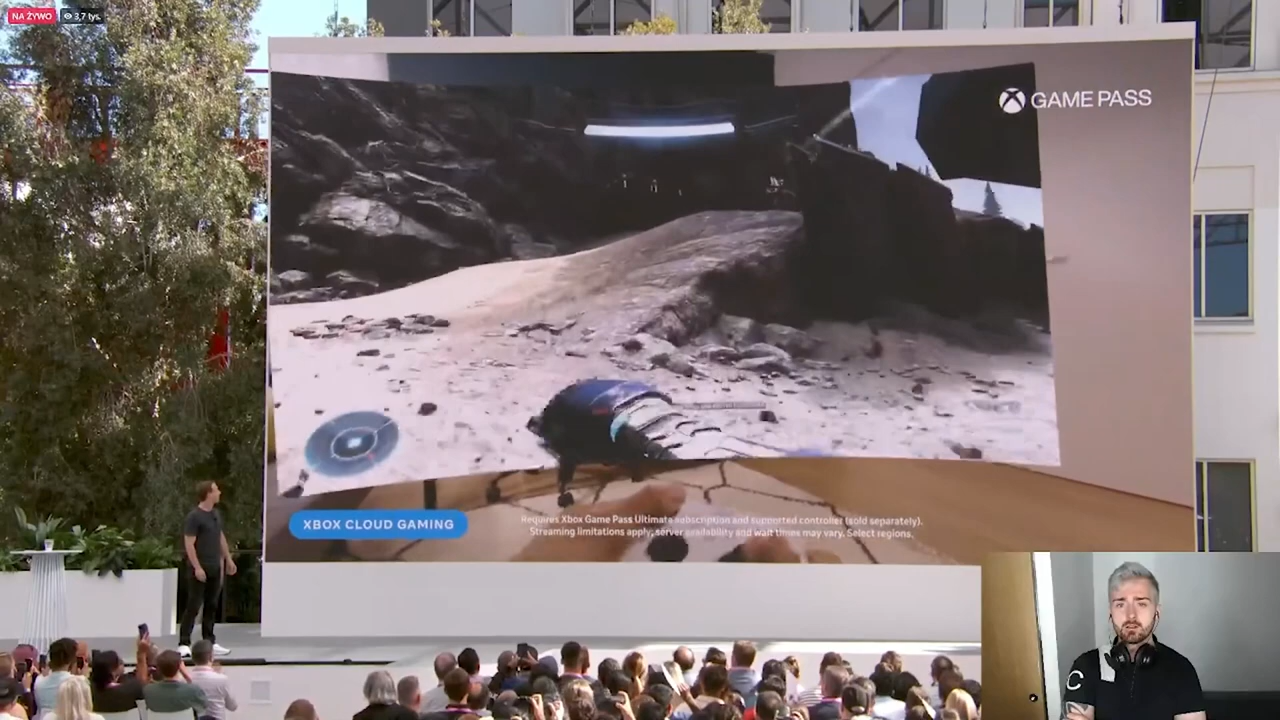 NA ŻYWO
3,7 tys.
GAME PASS
XBOX CLOUD GAMING
Requires Xbox Game Pass Ultimate subscription and supported controller (sold separately).
Streaming limitations apply; server availability and wait times may vary. Select regions.